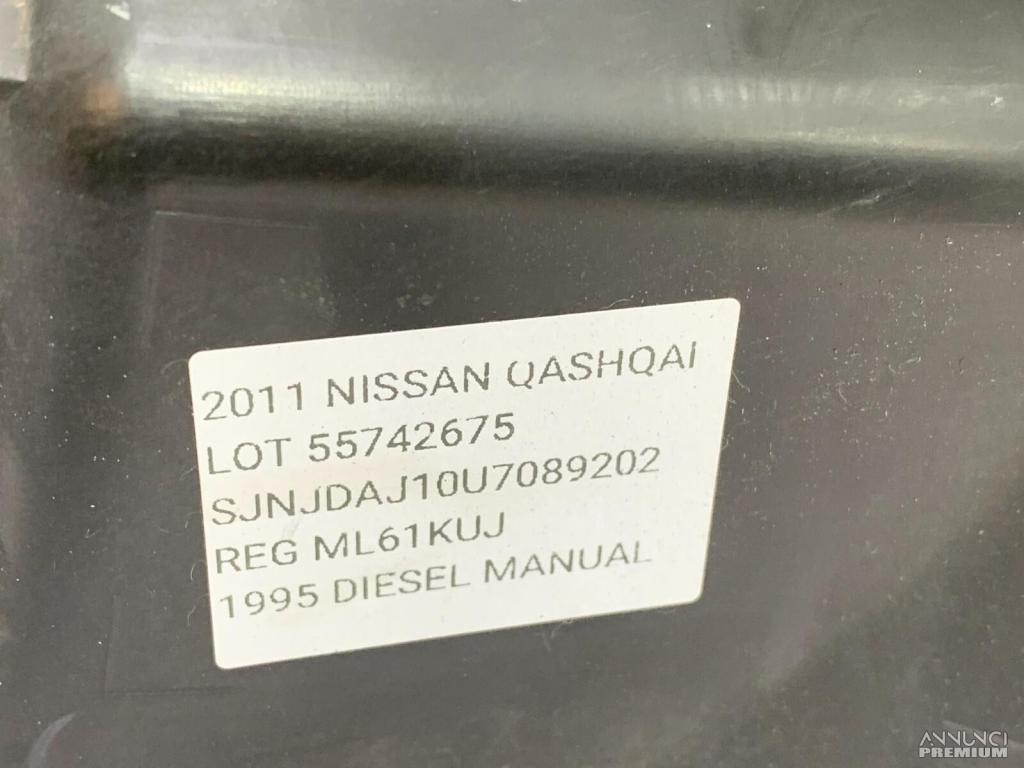 2011 NISSAN QASHQAI
LOT 55742675
SJNJDAJ10U7089202
REG ML61KUJ
1995 DIESEL MANUAL
ANNUNCI
PREMIUM